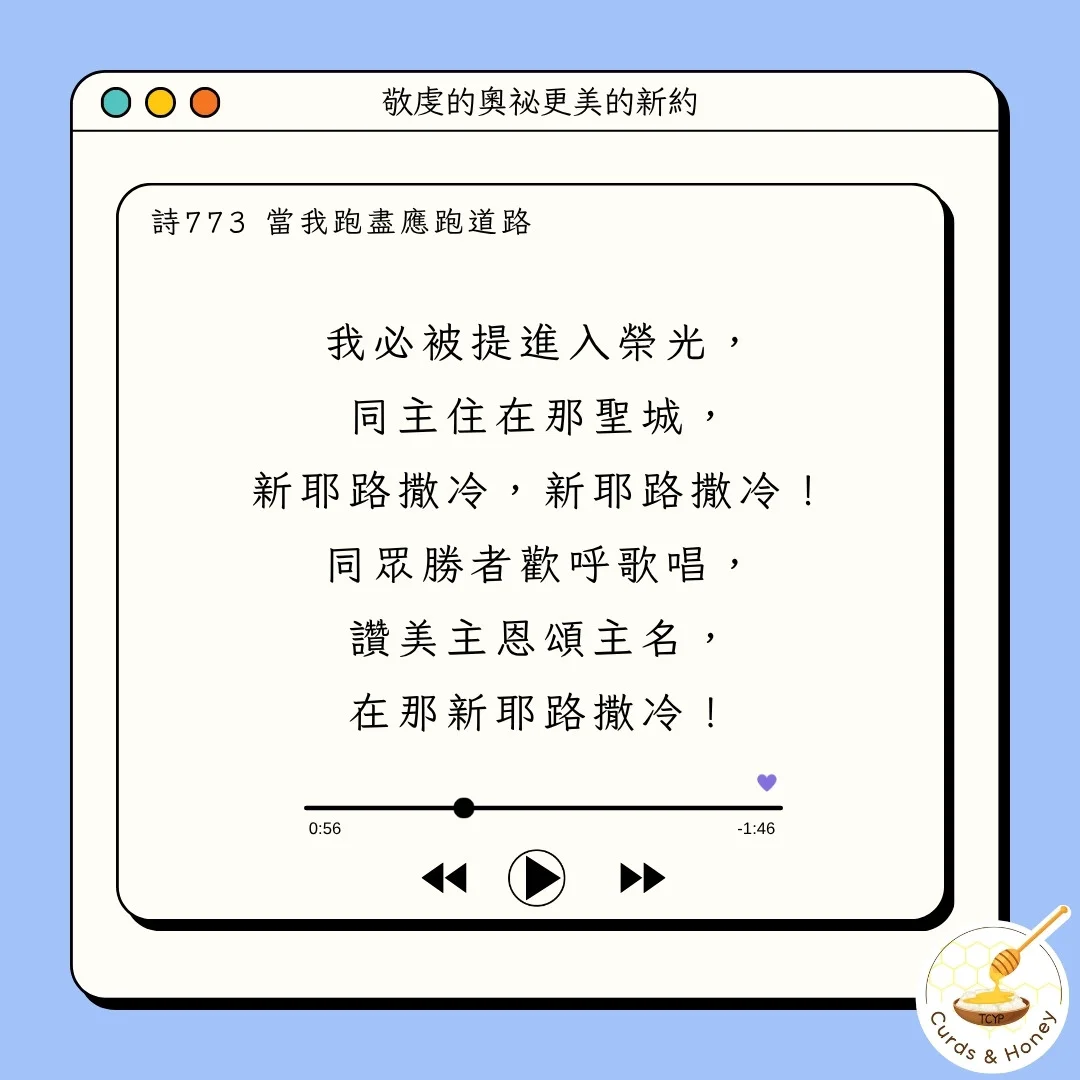 敬虔的奧祕更美的新約
詩773 當我跑盡應跑道路
我必被提進入榮光，
同主住在那聖城，
新耶路撒冷，新耶路撒冷！
同眾勝者歡呼歌唱，
讚美主恩頌主名，
在那新耶路撒冷！
0:56
-1:46
TCYP
Curds & Honey